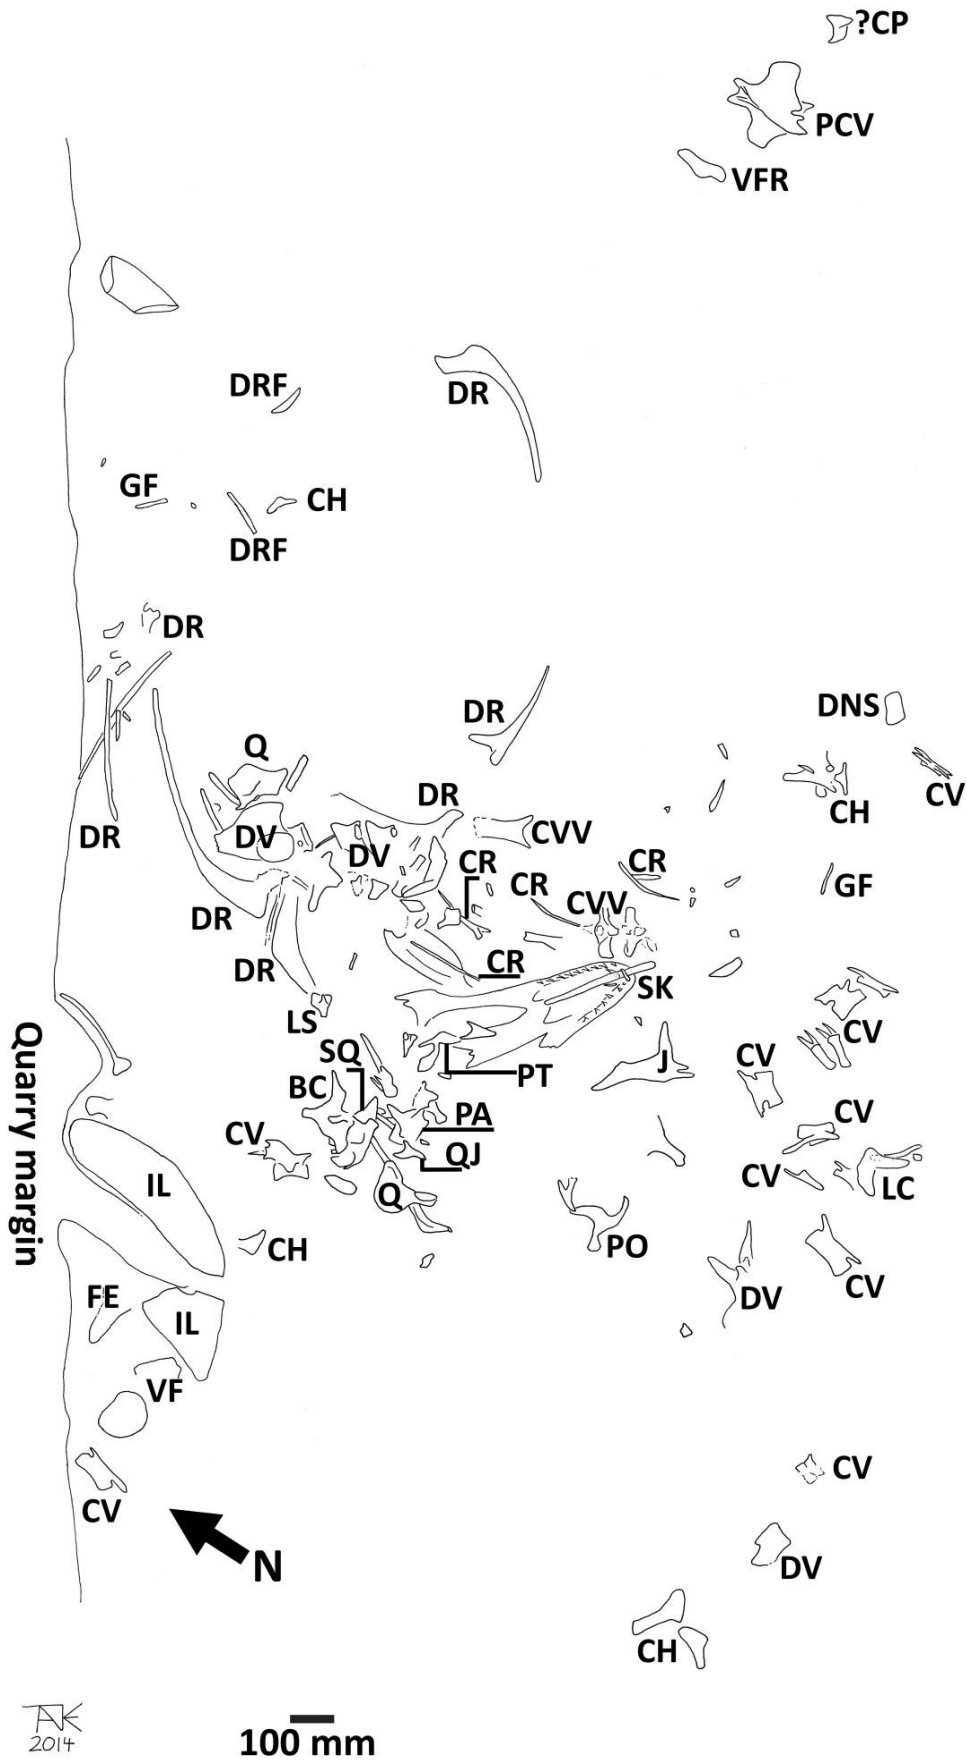 ?CP
PCV
VFR
DRF
DR
GF
CH
DRF
DR
DR
DNS
Q
CV
DR
CH
DR
DV
CVV
DV
CR
CR
CR
GF
CVV
DR
CR
DR
SK
LS
CV
SQ
CV
J
PT
BC
PA
CV
CV
QJ
CV
LC
IL
Q
Quarry margin
CH
PO
CV
FE
DV
IL
VF
CV
CV
N
DV
CH
TAK
2014
100 mm